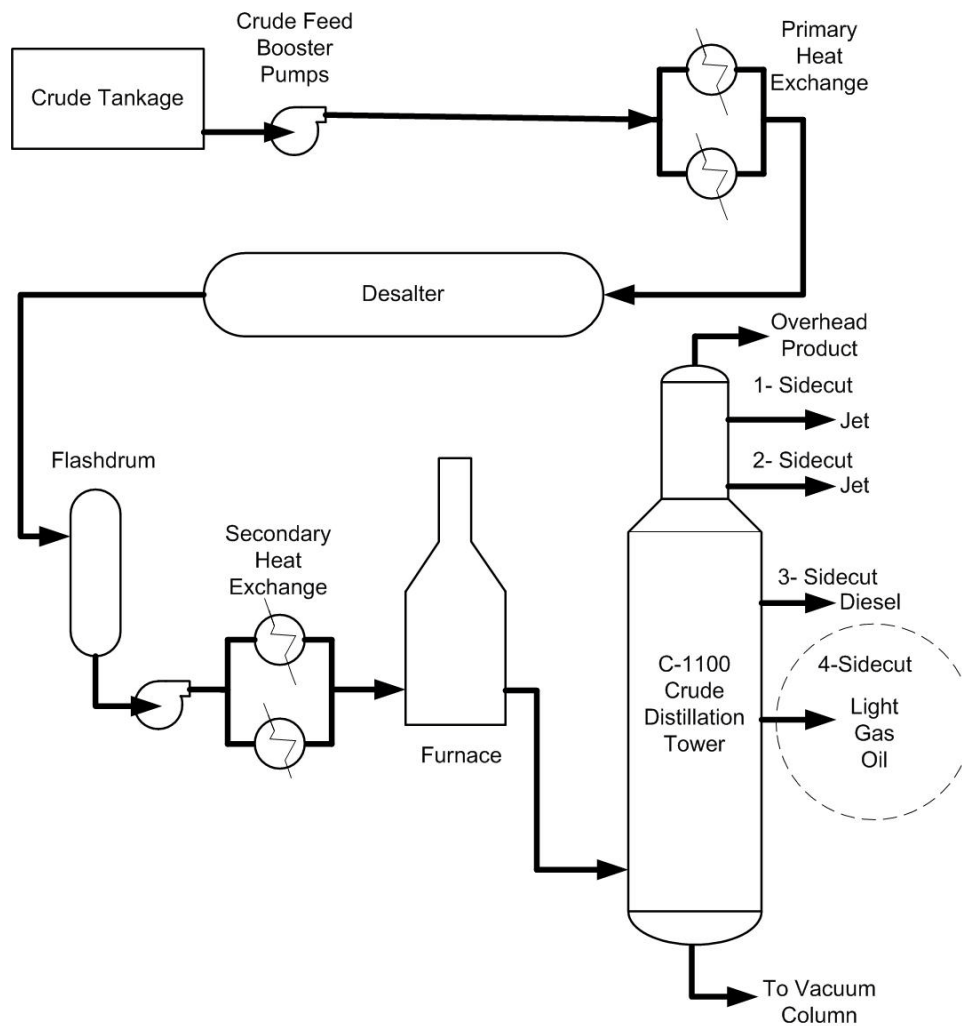 Crude Tankage
Crude Feed
Booster
Pumps
Primary
Heat
Exchange
Desalter
Overhead
Product
1- Sidecut
Jet
2- Sidecut
Jet
Flashdrum
Secondary
Heat
Exchange
Furnace
C-1100
Crude
Distillation
Tower
3- Sidecut
Diesel
4-Sidecut
Light
Gas
Oil
To Vacuum
Column